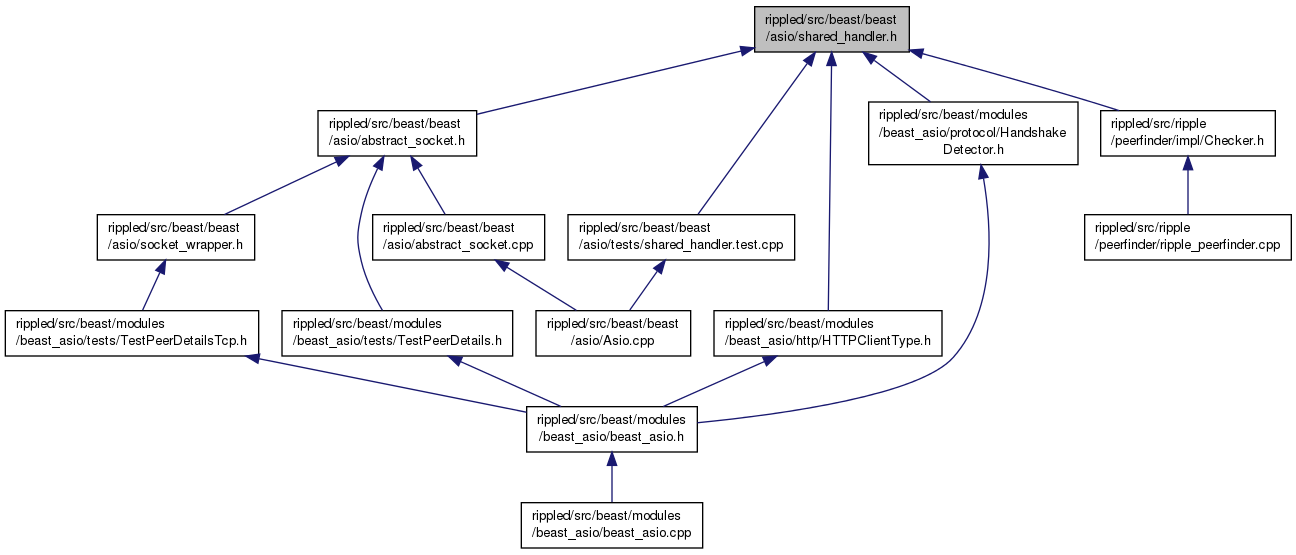 rippled/src/beast/beast
/asio/shared_handler.h
rippled/src/beast/beast
/asio/abstract_socket.h
rippled/src/beast/modules
/beast_asio/protocol/Handshake
Detector.h
rippled/src/ripple
/peerfinder/impl/Checker.h
rippled/src/beast/beast
/asio/socket_wrapper.h
rippled/src/beast/beast
/asio/abstract_socket.cpp
rippled/src/beast/beast
/asio/tests/shared_handler.test.cpp
rippled/src/ripple
/peerfinder/ripple_peerfinder.cpp
rippled/src/beast/modules
/beast_asio/tests/TestPeerDetailsTcp.h
rippled/src/beast/modules
/beast_asio/tests/TestPeerDetails.h
rippled/src/beast/beast
/asio/Asio.cpp
rippled/src/beast/modules
/beast_asio/http/HTTPClientType.h
rippled/src/beast/modules
/beast_asio/beast_asio.h
rippled/src/beast/modules
/beast_asio/beast_asio.cpp